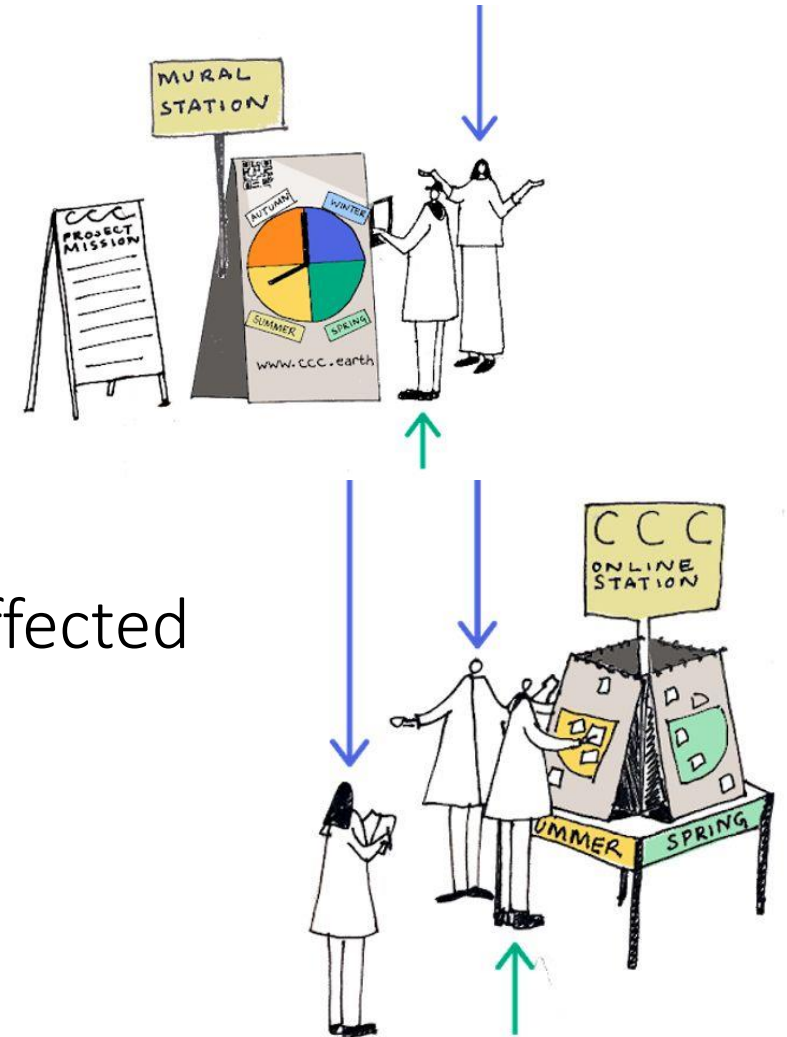 MURAL
STATION
CCC
PROJECT
MISSION
AUTUMN
WINTER
SUMMER
SPRING
www.ccc.earth
ffected
CCC
ONLINE
STATION
UMMER
SPRING